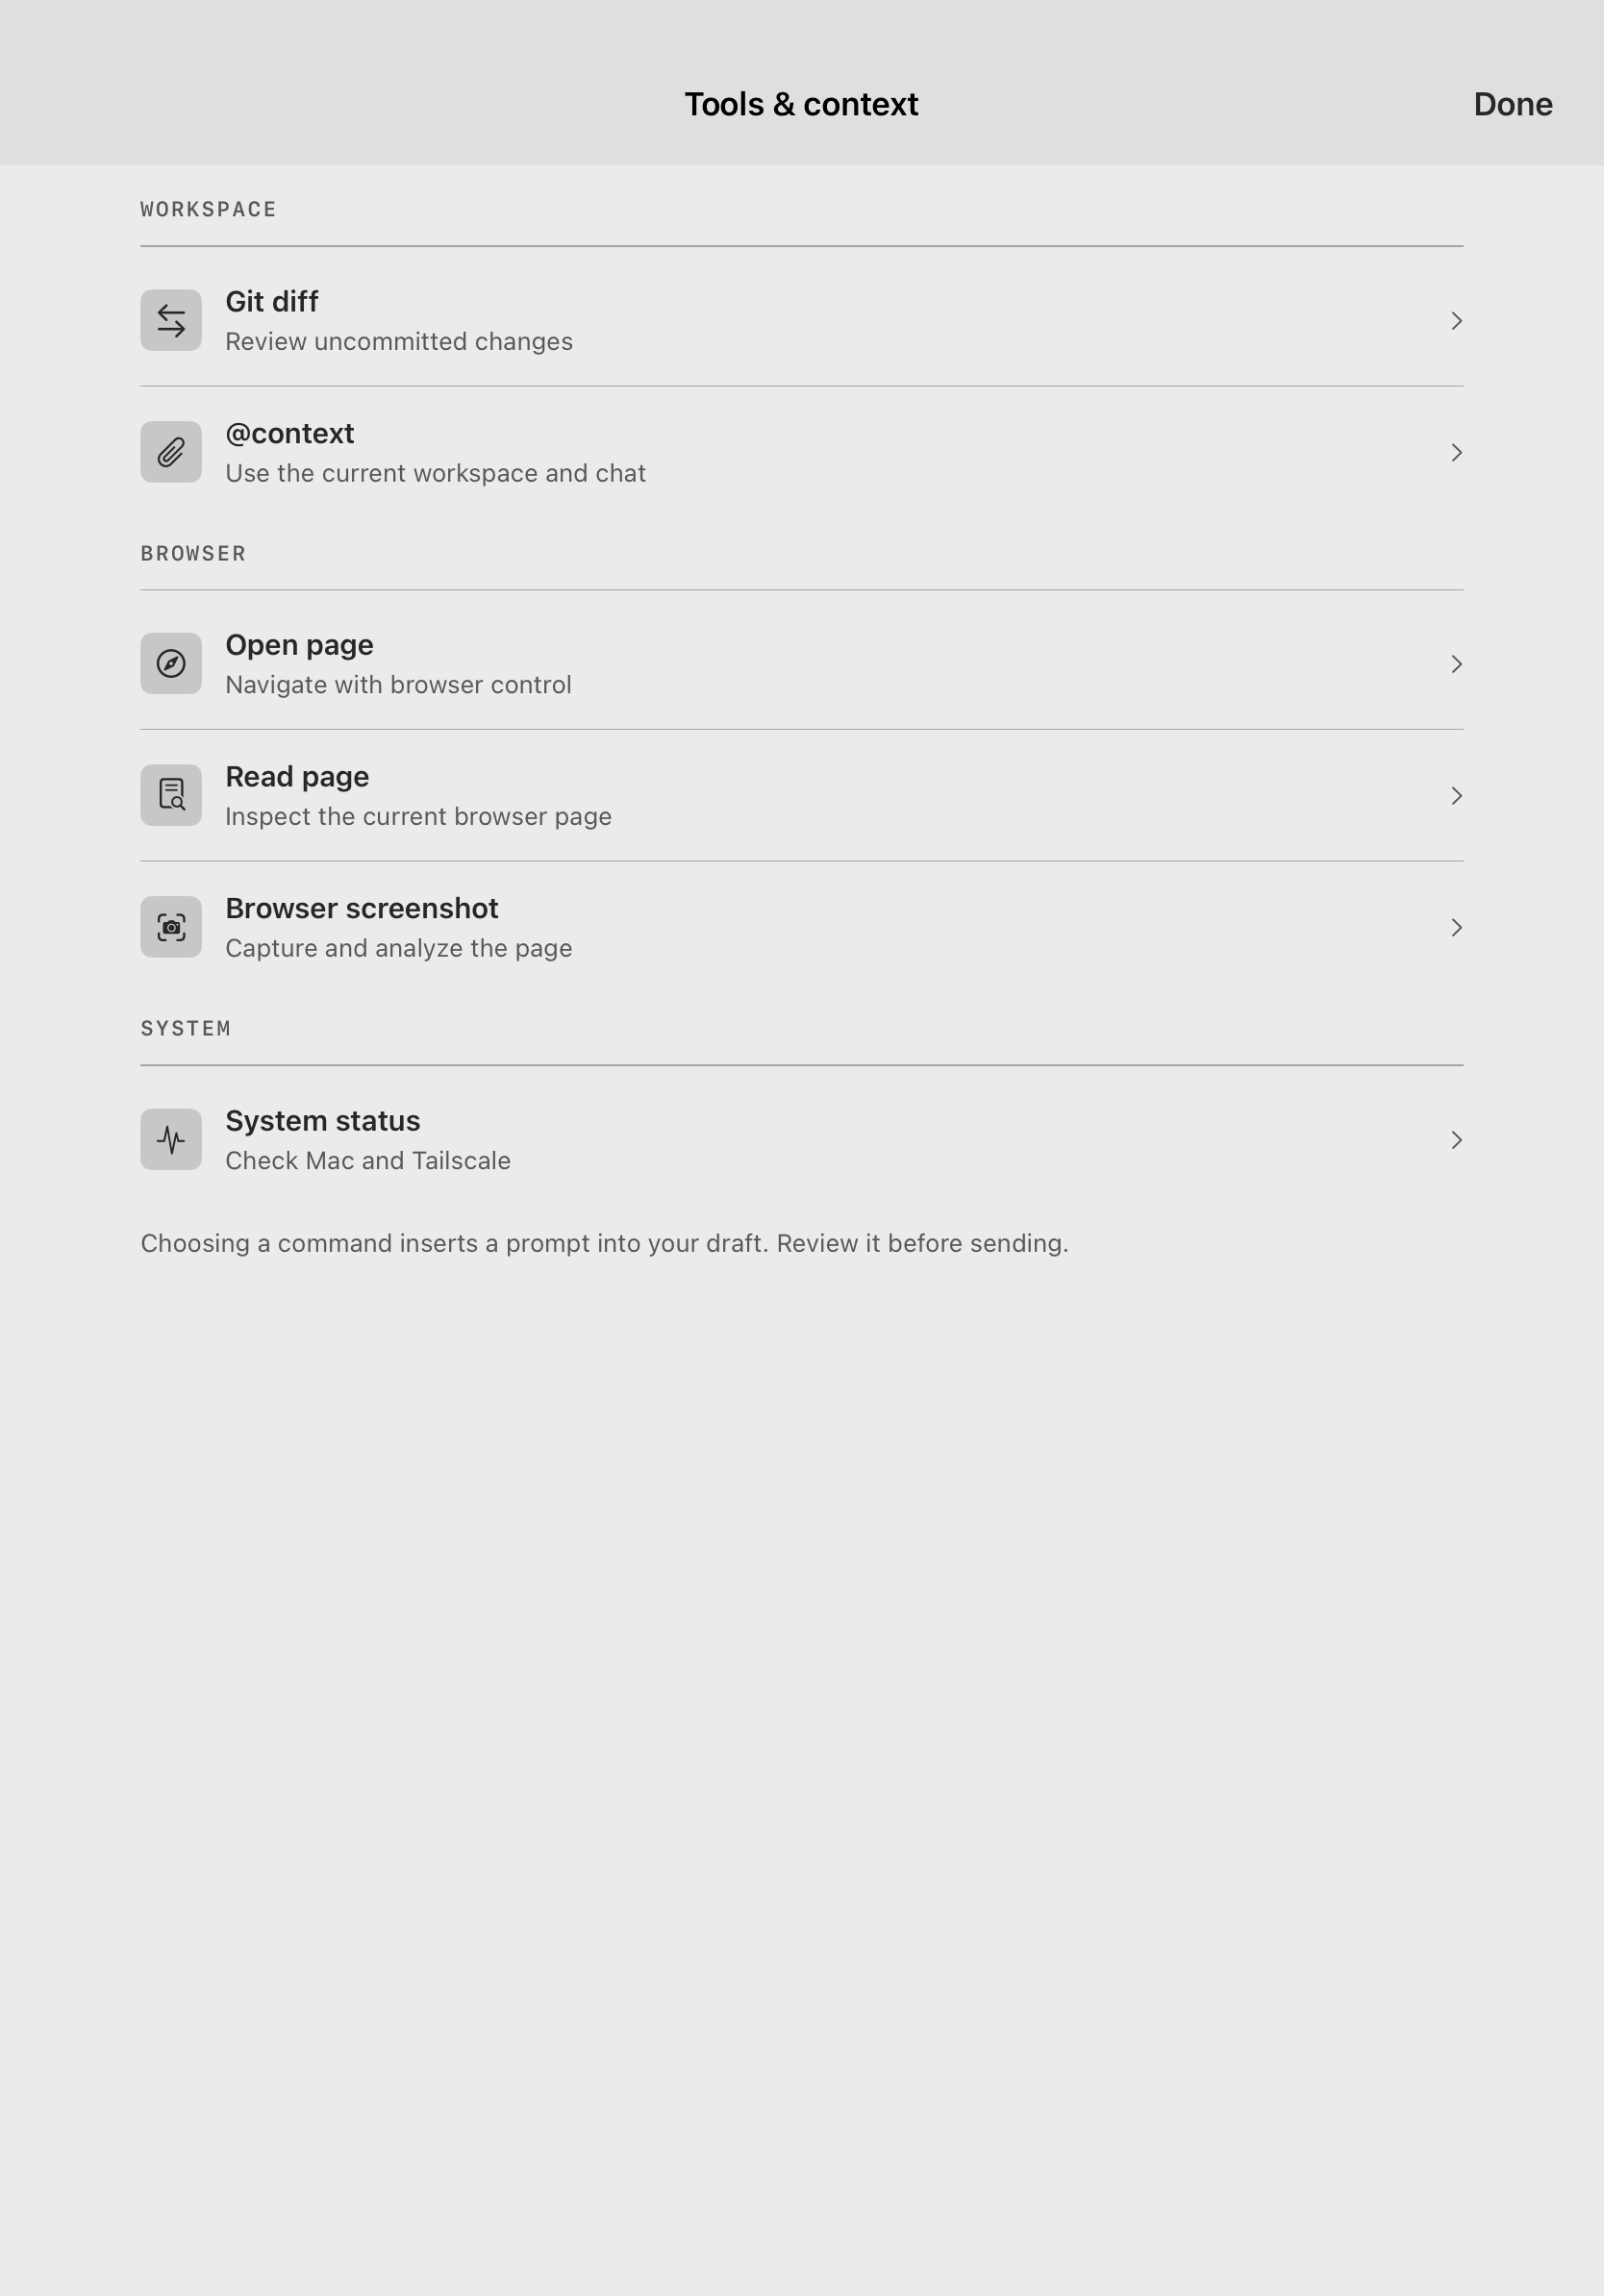 Tools & context
Done
WORKSPACE
Git diff
Review uncommitted changes
@context
Use the current workspace and chat
BROWSER
Open page
Navigate with browser control
Read page
Inspect the current browser page
Browser screenshot
Capture and analyze the page
SYSTEM
System status
Check Mac and Tailscale
Choosing a command inserts a prompt into your draft. Review it before sending.